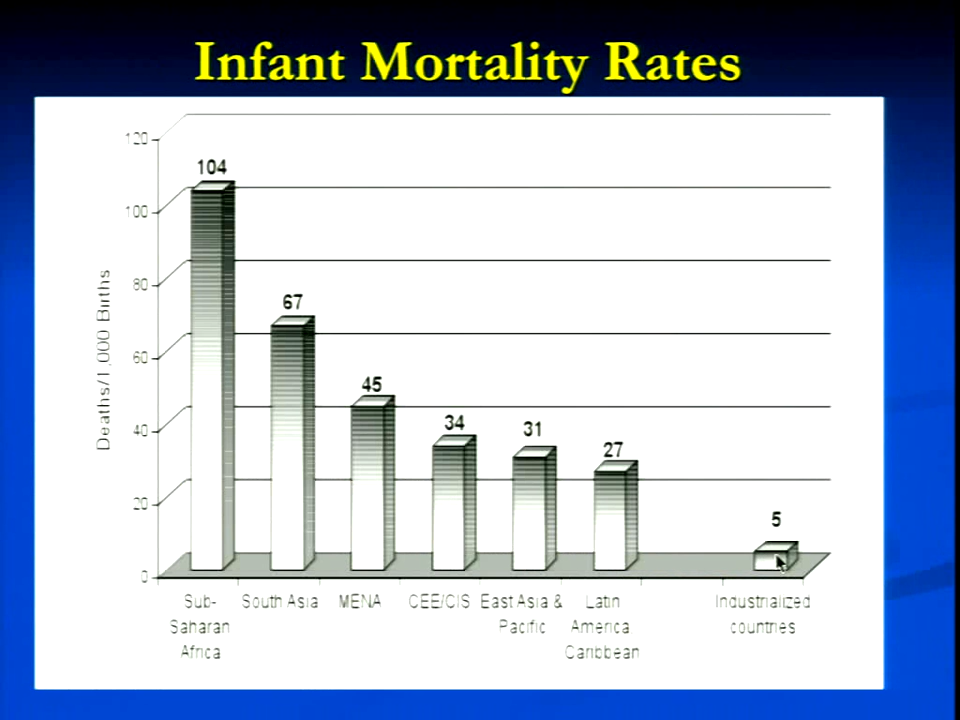 Infant Mortality Rates
120
100
80
60
40
20
0
Deaths/1,000 Births
104
67
45
34
31
27
5
Sub-
Saharan
Africa
South Asia
MENA
CEE/CIS
East Asia &
Pacific
Latin
America
Caribbean
Industrialized
countries